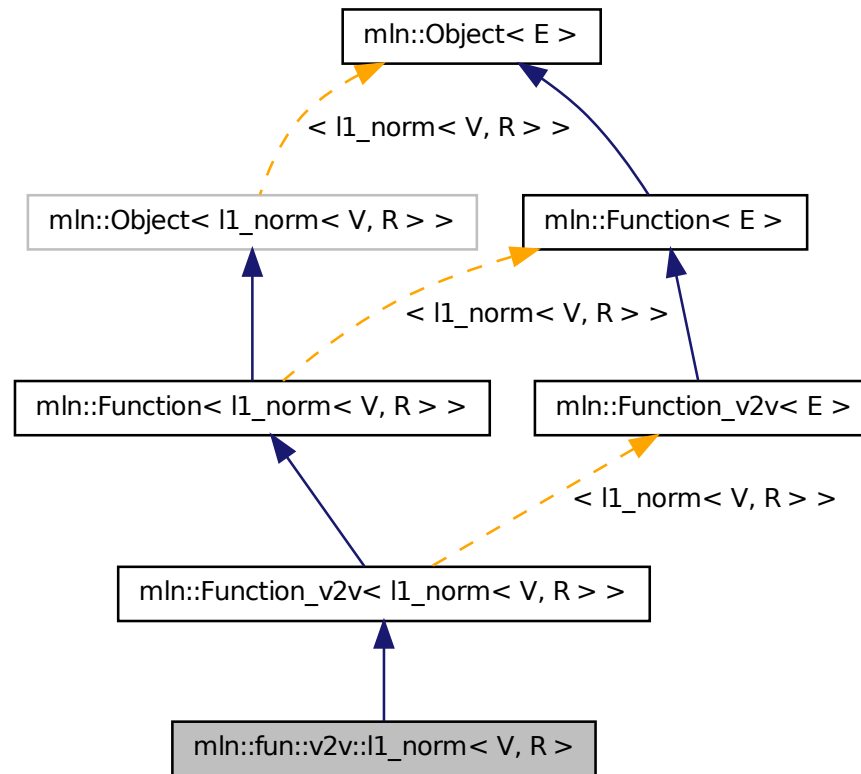 mln::Object< E >
< l1_norm< V, R > >
mln::Object< l1_norm< V, R > >
mln::Function< E >
< l1_norm< V, R > >
mln::Function< l1_norm< V, R > >
mln::Function_v2v< E >
< l1_norm< V, R > >
mln::Function_v2v< l1_norm< V, R > >
mln::fun::v2v::l1_norm< V, R >